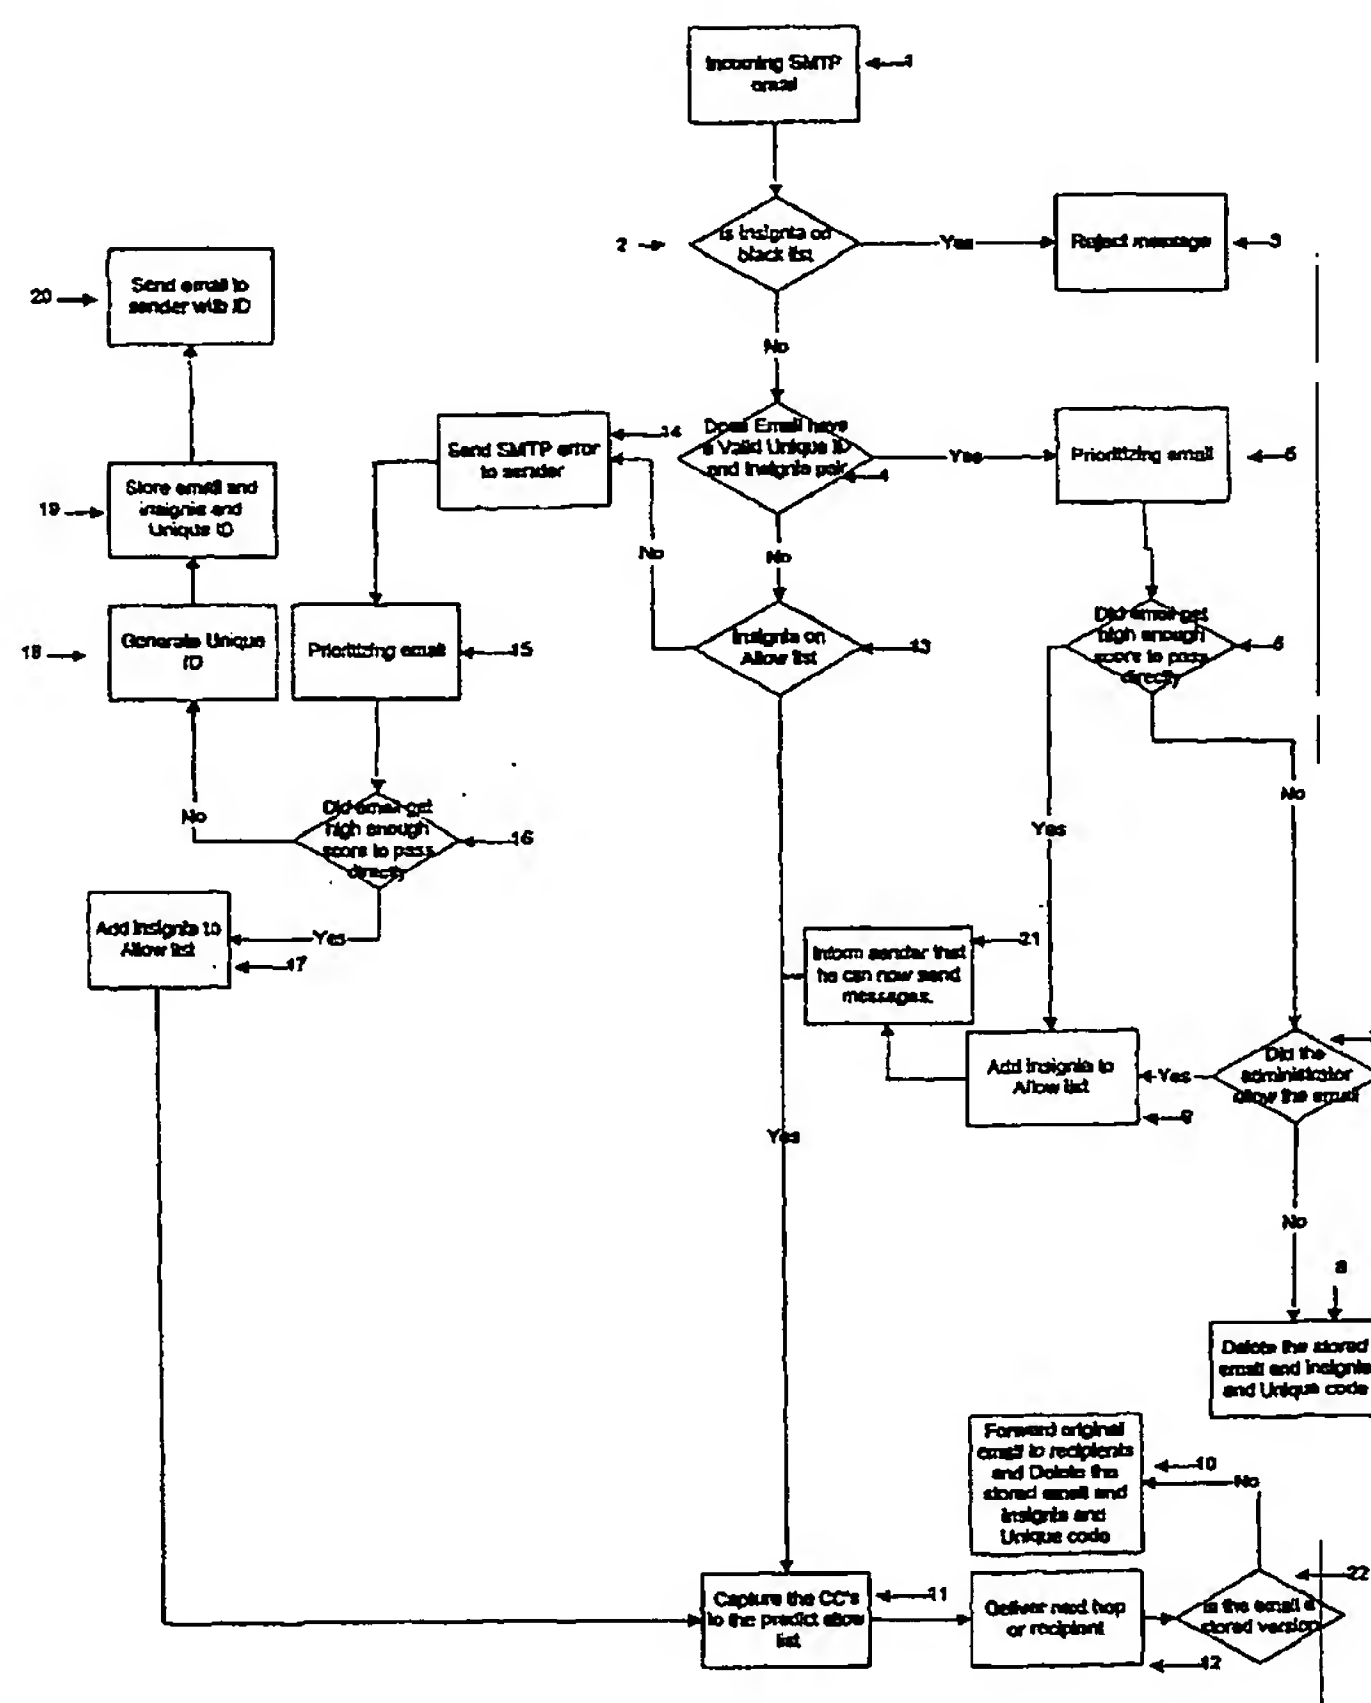 Incoming SMTP
email
1
Is Insignia on
black list
2
Yes
Reject message
3
No
Send email to
sender with ID
20
Does Email have
a Valid Unique ID
and Insignia pair
4
Yes
Prioritizing email
5
Send SMTP error
to sender
14
Store email and
insignia and
Unique ID
19
No
No
Insignia on
Allow list
13
Did email get
high enough
score to pass
directly
6
Generate Unique
ID
18
Prioritizing email
15
No
Yes
No
Did email get
high enough
score to pass
directly
16
Add insignia to
Allow list
17
Yes
Inform sender that
he can now send
messages.
21
Add insignia to
Allow list
9
Yes
Did the
administrator
allow the email
Yes
No
8
Delete the stored
email and insignia
and Unique code
Forward original
email to recipients
and Delete the
stored email and
insignia and
Unique code
10
No
Capture the CC's
to the predict allow
list
11
Deliver next hop
or recipient
12
Is the email a
stored version
22